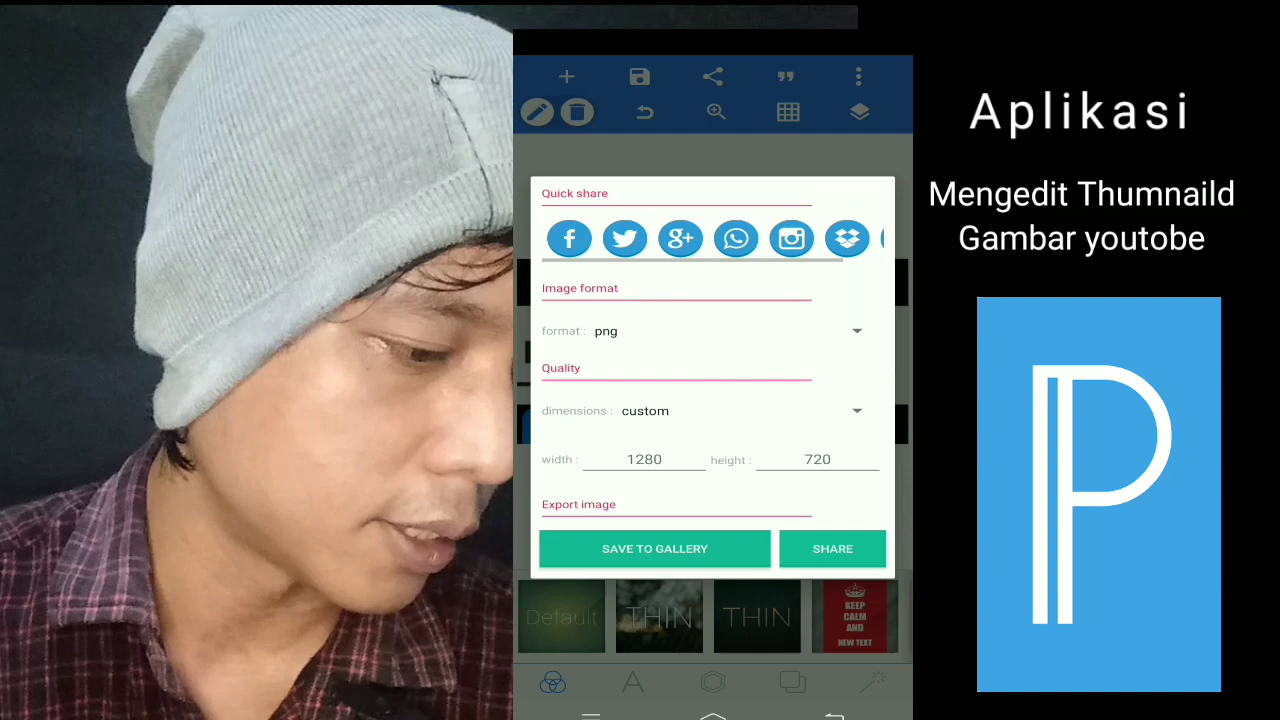 Aplikasi
Mengedit Thumnaild
Gambar youtobe
Quick share
Image format
format : png
Quality
dimensions : custom
width : 1280 height : 720
Export image
SAVE TO GALLERY SHARE
Default THIN THIN KEEP
CALM
AND
NEW TEXT